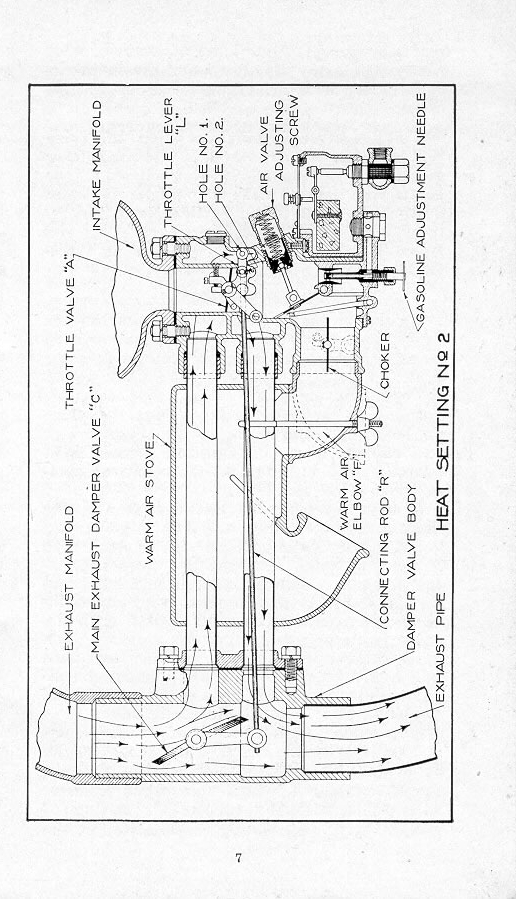 EXHAUST MANIFOLD
MAIN EXHAUST DAMPER VALVE "C"
THROTTLE VALVE "A"
INTAKE MANIFOLD
WARM AIR STOVE
THROTTLE LEVER
"L"
HOLE NO. 1.
HOLE NO. 2.
AIR VALVE
ADJUSTING
SCREW
WARM AIR
ELBOW "F"
CHOKER
CONNECTING ROD "R"
DAMPER VALVE BODY
GASOLINE ADJUSTMENT NEEDLE
EXHAUST PIPE
HEAT SETTING NO 2
7